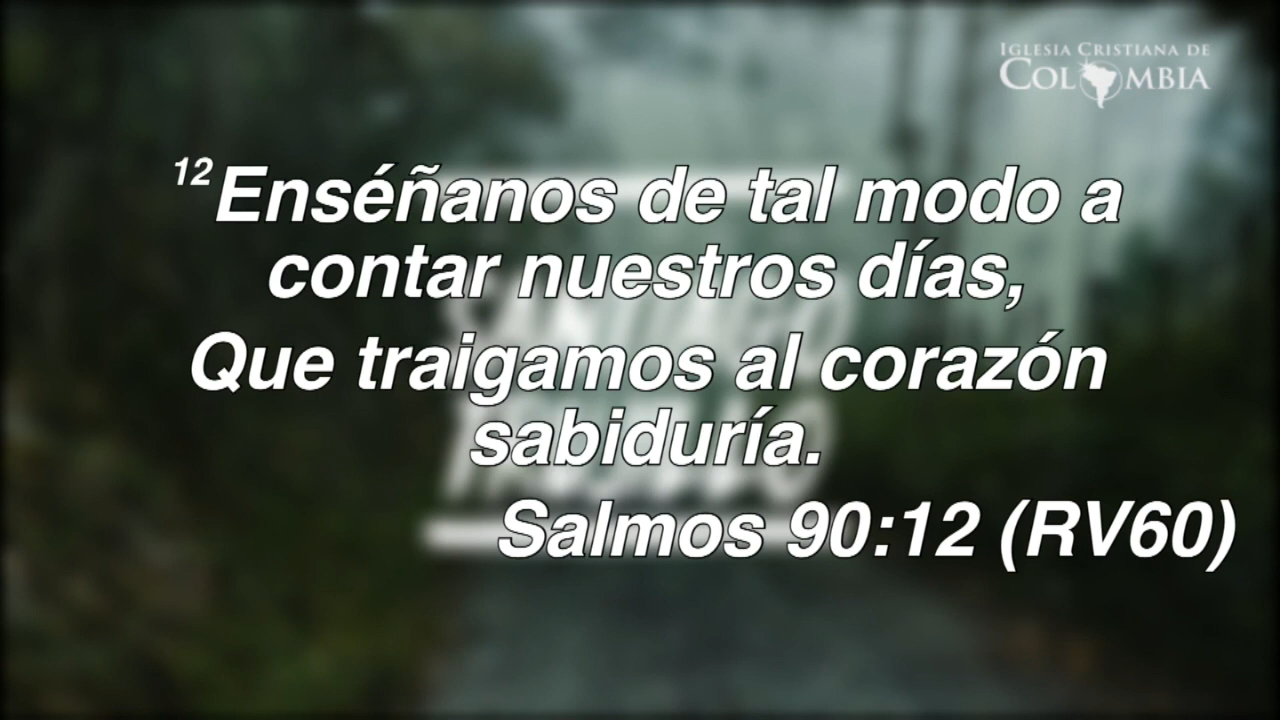 IGLESIA CRISTIANA DE
COLOMBIA
12 Enséñanos de tal modo a
contar nuestros días,
Que traigamos al corazón
sabiduría.
Salmos 90:12 (RV60)